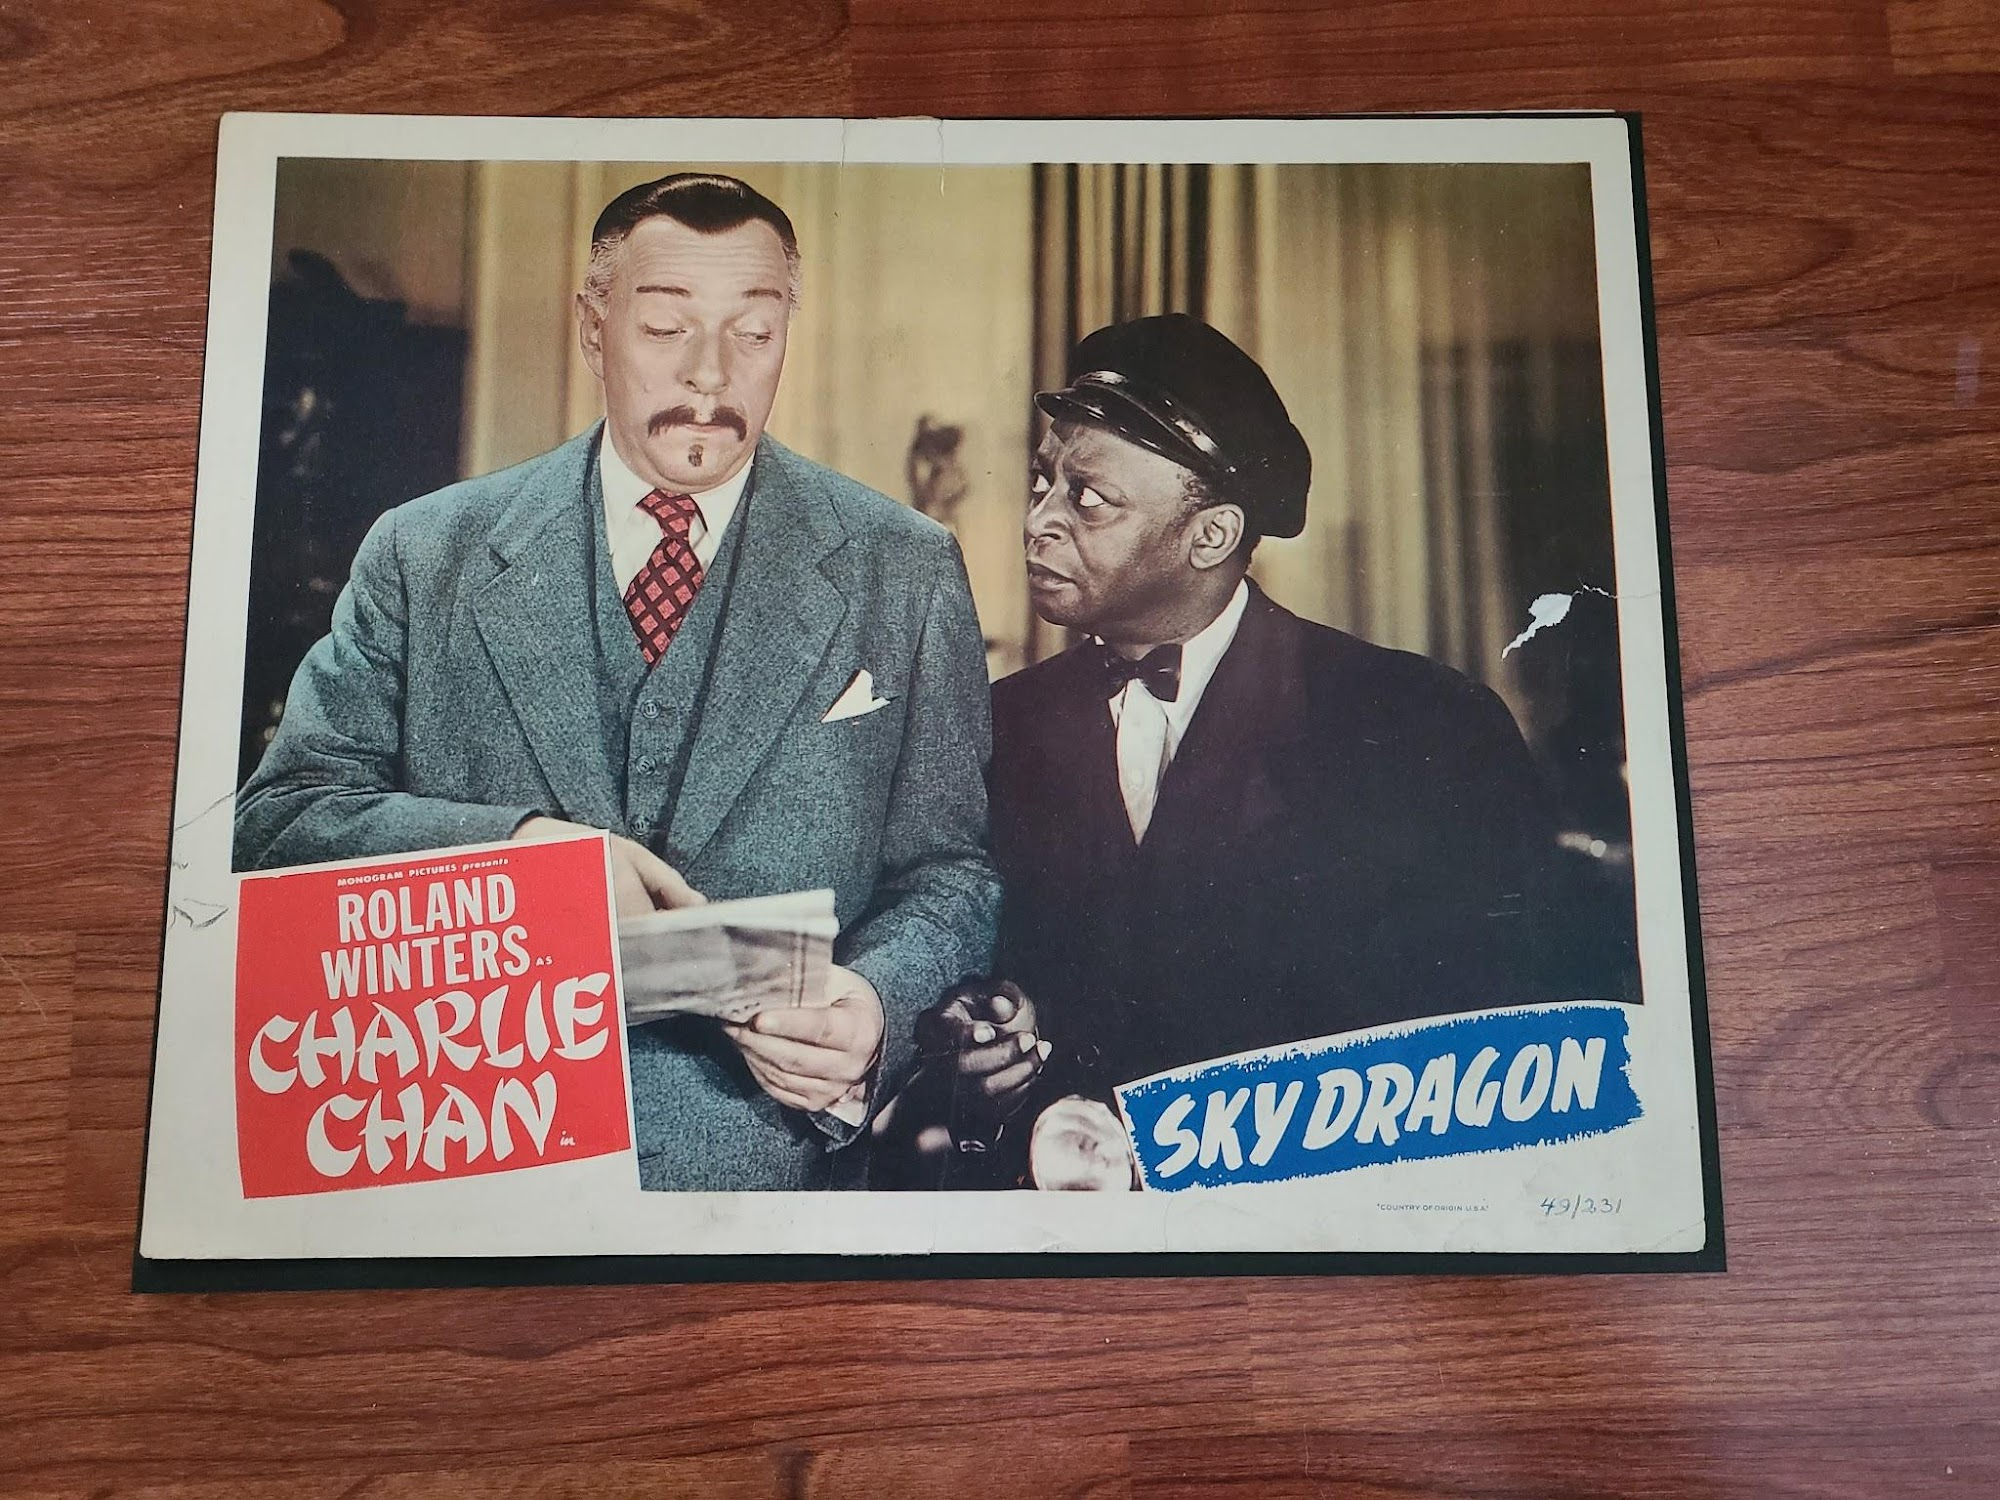 MONOGRAM PICTURES presents
ROLAND
WINTERS AS
CHARLIE
CHAN in
SKY DRAGON
"COUNTRY OF ORIGIN U.S.A."
49/231